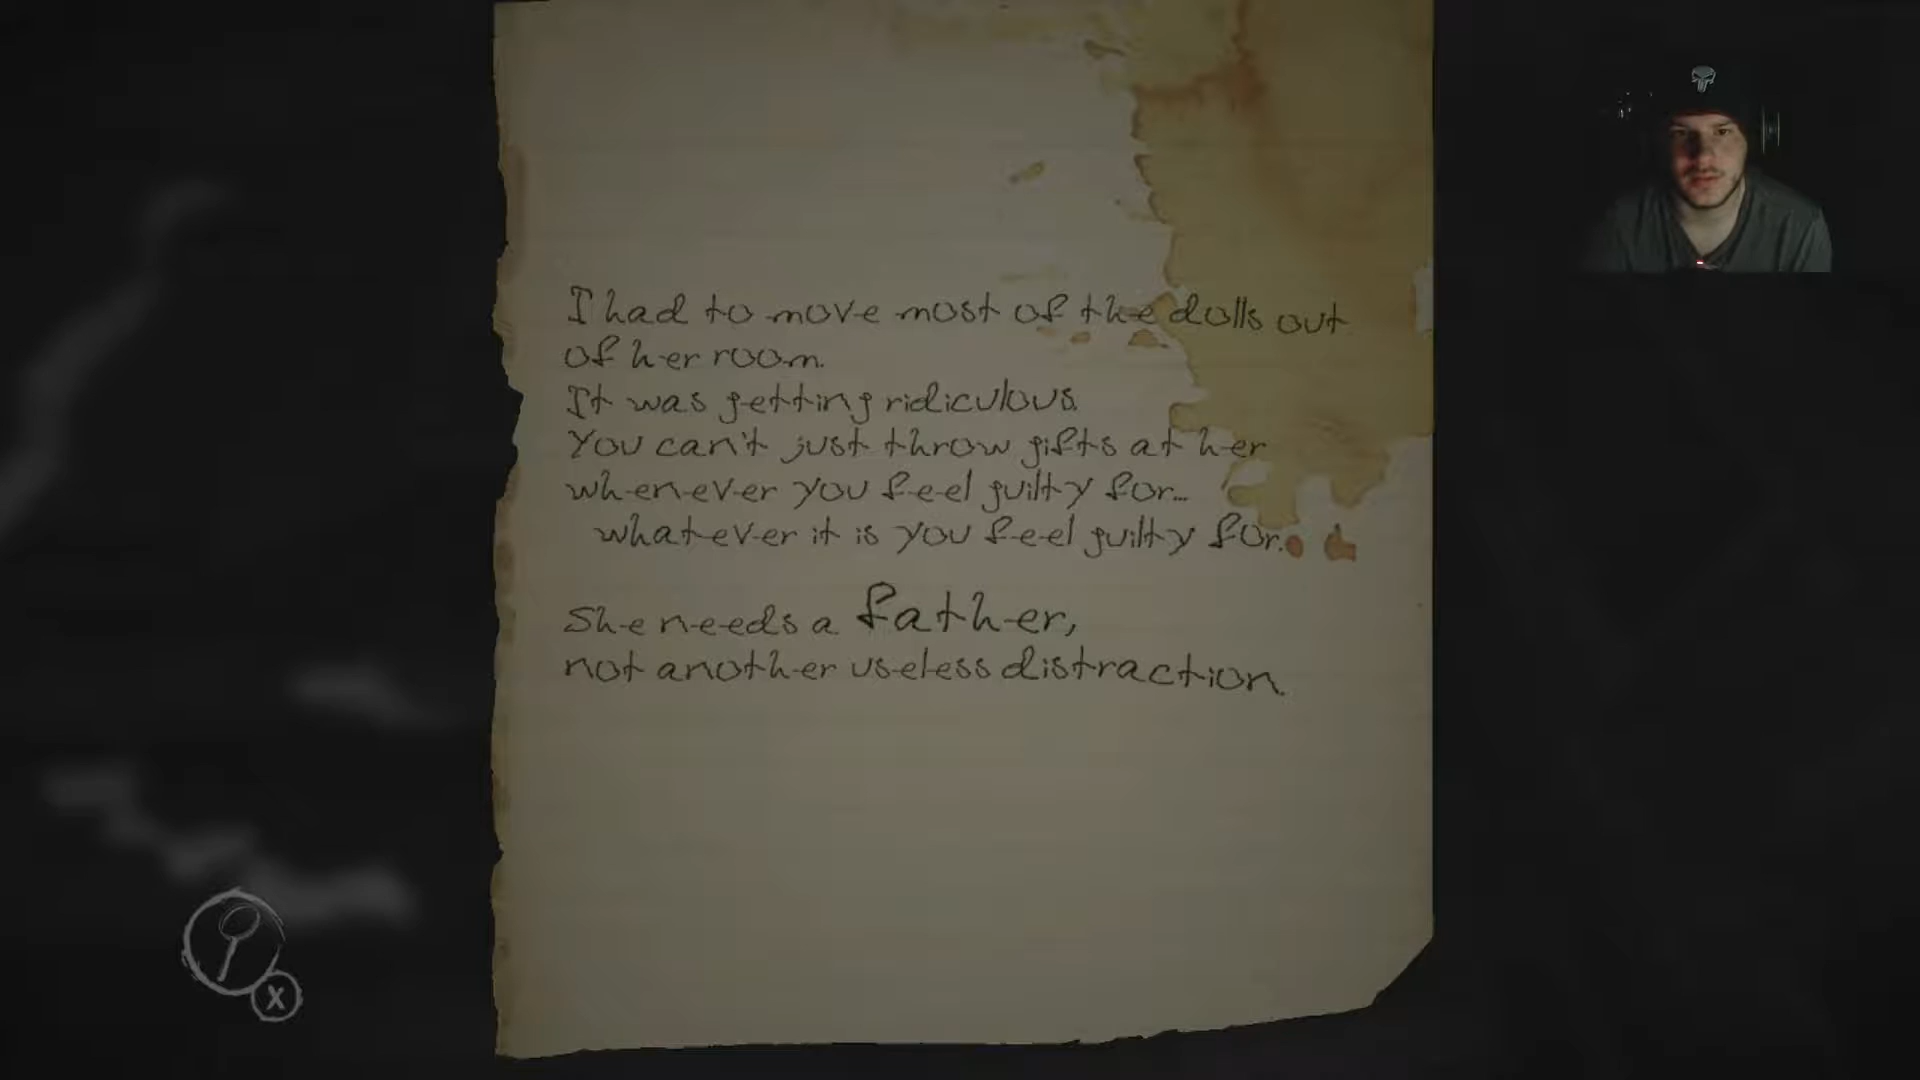 I had to move most of the dolls out
of her room.
It was getting ridiculous.
You can't just throw gifts at her
whenever you feel guilty for...
whatever it is you feel guilty for.
She needs a father,
not another useless distraction.
X